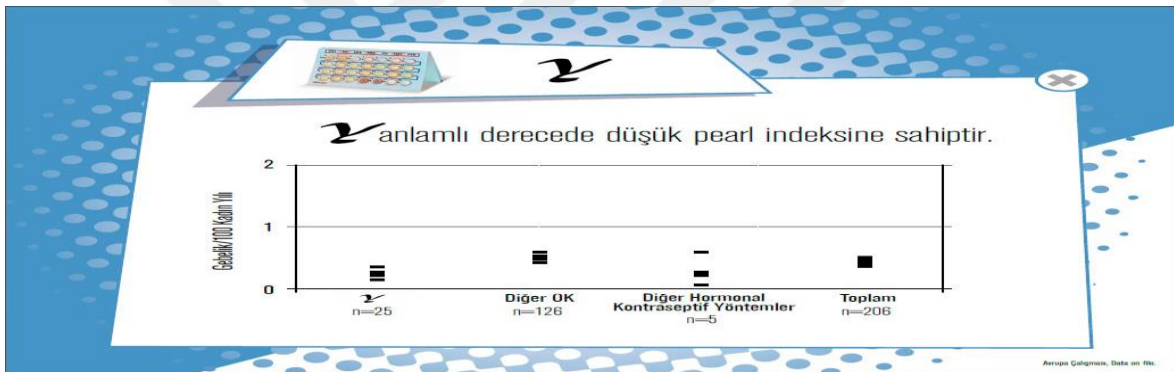 anlamlı derecede düşük pearl indeksine sahiptir.
2
Gebelik/100 Kadın Yılı
1
0
Diğer OK
Diğer Hormonal
Kontraseptif Yöntemler
Toplam
n=25
n=126
n=5
n=206
Avrupa Çalışması, Data on file.